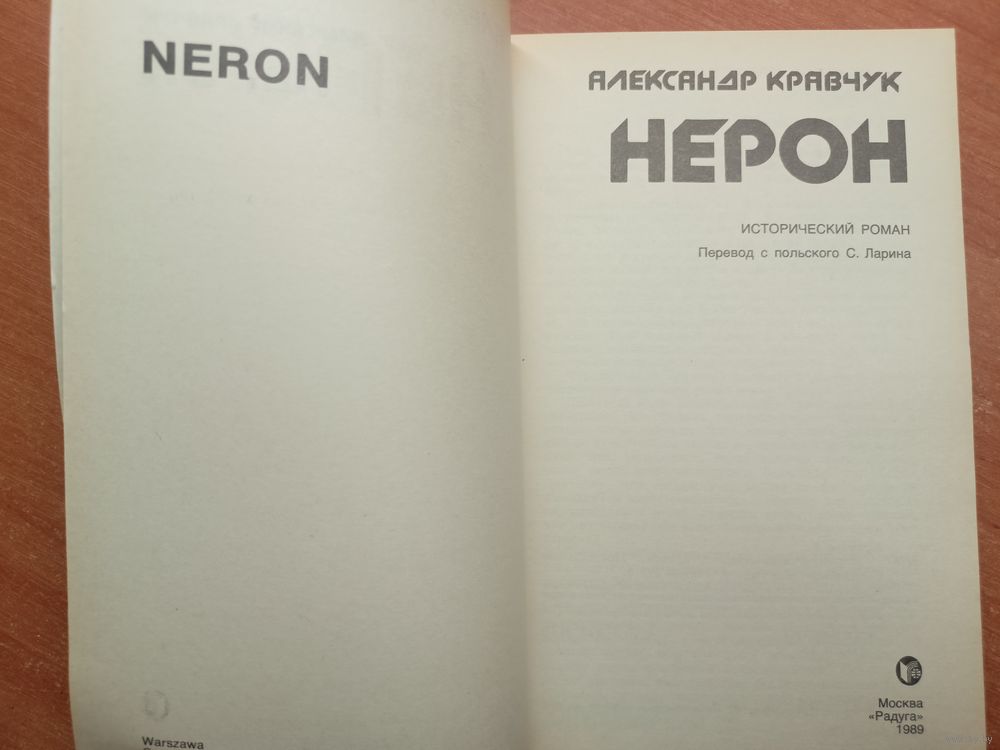 NERON
Warszawa
АЛЕКСАНДР КРАВЧУК
НЕРОН
ИСТОРИЧЕСКИЙ РОМАН
Перевод с польского С. Ларина
Москва
«Радуга»
1989